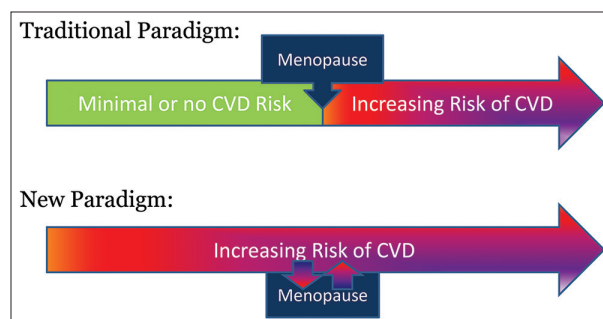 Traditional Paradigm:
Menopause
Minimal or no CVD Risk
Increasing Risk of CVD
New Paradigm:
Increasing Risk of CVD
Menopause